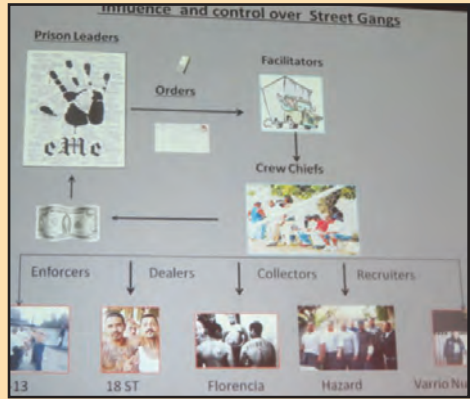 Influence and control over Street Gangs
Prison Leaders
Facilitators
Orders
eMe
Crew Chiefs
Enforcers
Dealers
Collectors
Recruiters
13
18 ST
Florencia
Hazard
Varrio Nu